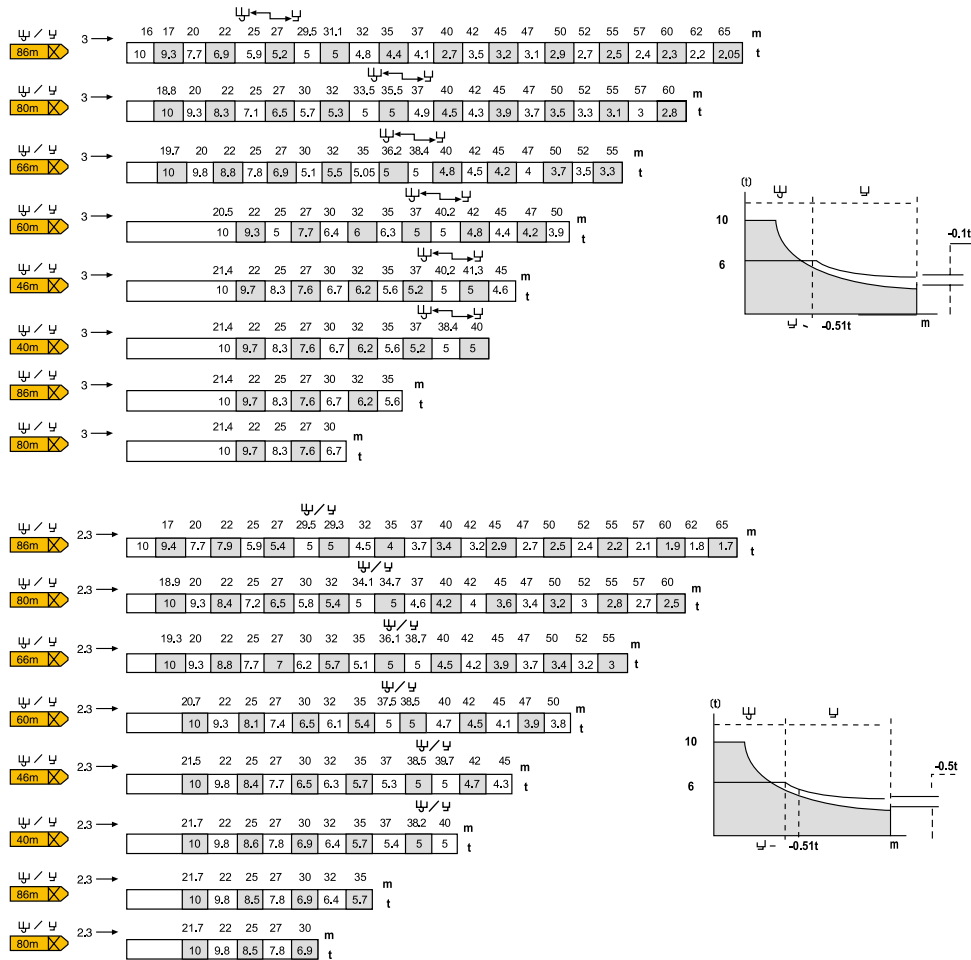 16 17 20 22 25 27 29.5 31.1 32 35 37 40 42 45 47 50 52 55 57 60 62 65 m
86m 3 10 9.3 7.7 6.9 5.9 5.2 5 5 4.8 4.4 4.1 2.7 3.5 3.2 3.1 2.9 2.7 2.5 2.4 2.3 2.2 2.05 t
18.8 20 22 25 27 30 32 33.5 35.5 37 40 42 45 47 50 52 55 57 60 m
80m 3 10 9.3 8.3 7.1 6.5 5.7 5.3 5 5 4.9 4.5 4.3 3.9 3.7 3.5 3.3 3.1 3 2.8 t
19.7 20 22 25 27 30 32 35 36.2 38.4 40 42 45 47 50 52 55 m
66m 3 10 9.8 8.8 7.8 6.9 5.1 5.5 5.05 5 5 4.8 4.5 4.2 4 3.7 3.5 3.3 t
20.5 22 25 27 30 32 35 37 40.2 42 45 47 50 m
60m 3 10 9.3 5 7.7 6.4 6 6.3 5 5 4.8 4.4 4.2 3.9 t
21.4 22 25 27 30 32 35 37 40.2 41.3 45 m
46m 3 10 9.7 8.3 7.6 6.7 6.2 5.6 5.2 5 5 4.6 t
21.4 22 25 27 30 32 35 37 38.4 40 m
40m 3 10 9.7 8.3 7.6 6.7 6.2 5.6 5.2 5 5 t
21.4 22 25 27 30 32 35 m
86m 3 10 9.7 8.3 7.6 6.7 6.2 5.6 t
21.4 22 25 27 30 m
80m 3 10 9.7 8.3 7.6 6.7 t
(t)
10
6
-0.1t
-0.51t m
17 20 22 25 27 29.5 29.3 32 35 37 40 42 45 47 50 52 55 57 60 62 65 m
86m 2.3 10 9.4 7.7 7.9 5.9 5.4 5 5 4.5 4 3.7 3.4 3.2 2.9 2.7 2.5 2.4 2.2 2.1 1.9 1.8 1.7 t
18.9 20 22 25 27 30 32 34.1 34.7 37 40 42 45 47 50 52 55 57 60 m
80m 2.3 10 9.3 8.4 7.2 6.5 5.8 5.4 5 5 4.6 4.2 4 3.6 3.4 3.2 3 2.8 2.7 2.5 t
19.3 20 22 25 27 30 32 35 36.1 38.7 40 42 45 47 50 52 55 m
66m 2.3 10 9.3 8.8 7.7 7 6.2 5.7 5.1 5 5 4.5 4.2 3.9 3.7 3.4 3.2 3 t
20.7 22 25 27 30 32 35 37.5 38.5 40 42 45 47 50 m
60m 2.3 10 9.3 8.1 7.4 6.5 6.1 5.4 5 5 4.7 4.5 4.1 3.9 3.8 t
21.5 22 25 27 30 32 35 37 38.5 39.7 42 45 m
46m 2.3 10 9.8 8.4 7.7 6.5 6.3 5.7 5.3 5 5 4.7 4.3 t
21.7 22 25 27 30 32 35 37 38.2 40 m
40m 2.3 10 9.8 8.6 7.8 6.9 6.4 5.7 5.4 5 5 t
21.7 22 25 27 30 32 35 m
86m 2.3 10 9.8 8.5 7.8 6.9 6.4 5.7 t
21.7 22 25 27 30 m
80m 2.3 10 9.8 8.5 7.8 6.9 t
(t)
10
6
-0.5t
-0.51t m